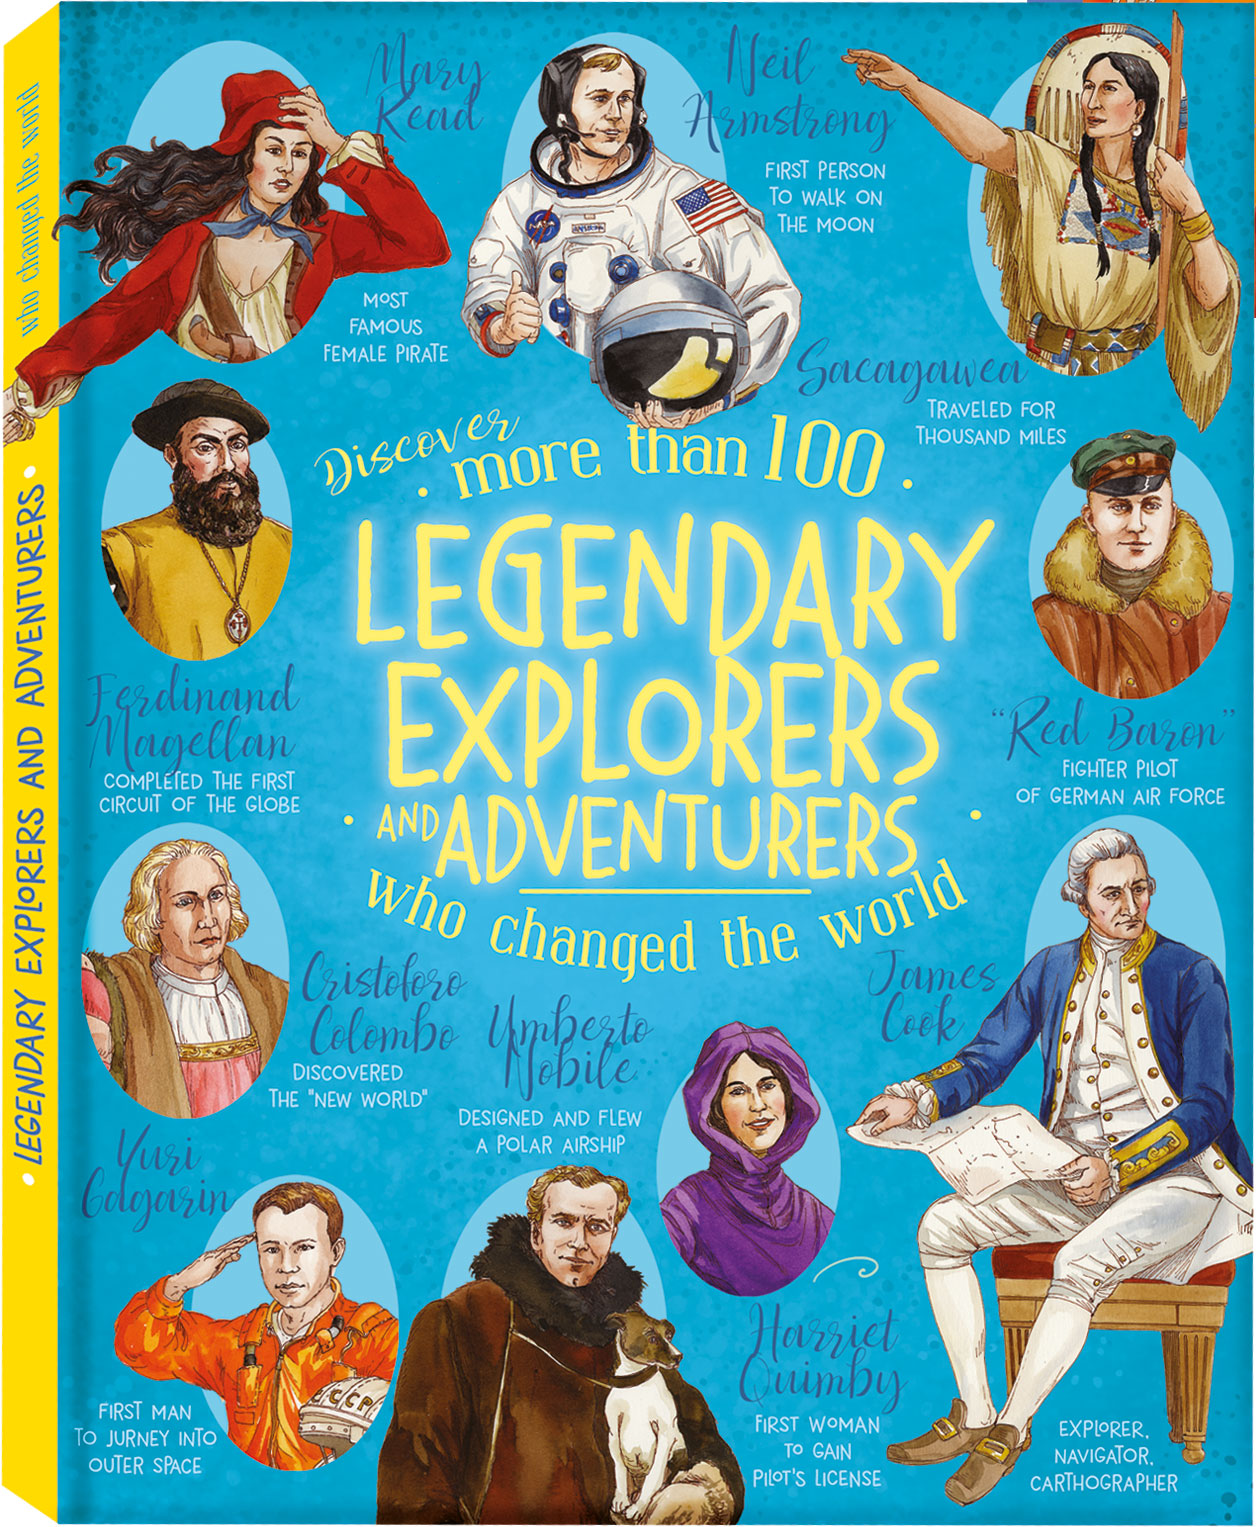 who changed the world
• LEGENDARY EXPLORERS AND ADVENTURERS •
Mary
Read
MOST
FAMOUS
FEMALE PIRATE
Neil
Armstrong
FIRST PERSON
TO WALK ON
THE MOON
NASA
Sacagawea
TRAVELED FOR
THOUSAND MILES
Discover
• more than 100 •
LEGENDARY
EXPLORERS
• AND ADVENTURERS •
who changed the world
Ferdinand
Magellan
COMPLETED THE FIRST
CIRCUIT OF THE GLOBE
"Red Baron"
FIGHTER PILOT
OF GERMAN AIR FORCE
Cristoforo
Colombo
DISCOVERED
THE "NEW WORLD"
Umberto
Nobile
DESIGNED AND FLEW
A POLAR AIRSHIP
James
Cook
EXPLORER,
NAVIGATOR,
CARTHOGRAPHER
Yuri
Gagarin
FIRST MAN
TO JURNEY INTO
OUTER SPACE
CCCP
Harriet
Quimby
FIRST WOMAN
TO GAIN
PILOT'S LICENSE